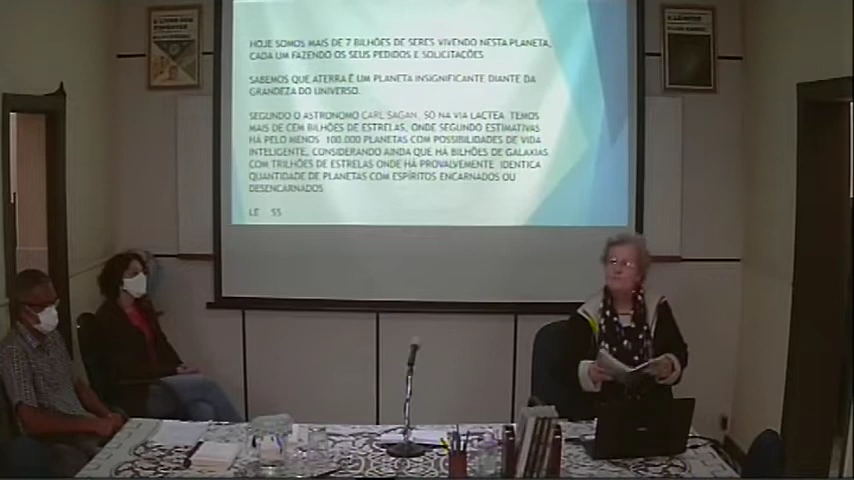 HOJE SOMOS MAIS DE 7 BILHÕES DE SERES VIVENDO NESTA PLANETA,
CADA UM FAZENDO OS SEUS PEDIDOS E SOLICITAÇÕES
SABEMOS QUE ATERRA É UM PLANETA INSIGNIFICANTE DIANTE DA
GRANDEZA DO UNIVERSO.
SEGUNDO O ASTRONOMO CARL SAGAN, SÓ NA VIA LACTEA TEMOS
MAIS DE CEM BILHÕES DE ESTRELAS, ONDE SEGUNDO ESTIMATIVAS
HÁ PELO MENOS 100.000 PLANETAS COM POSSIBILIDADES DE VIDA
INTELIGENTE, CONSIDERANDO AINDA QUE HÁ BILHÕES DE GALAXIAS
COM TRILHÕES DE ESTRELAS ONDE HÁ PROVALVEMENTE IDENTICA
QUANTIDADE DE PLANETAS COM ESPÍRITOS ENCARNADOS OU
DESENCARNADOS
LE 55